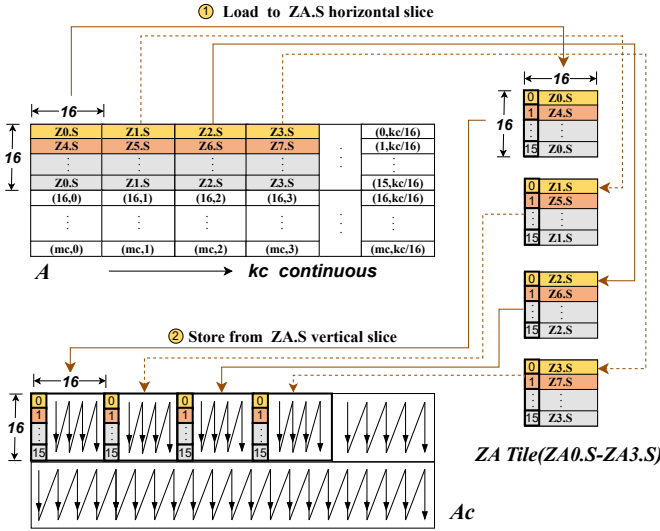 1 Load to ZA.S horizontal slice
16
16
Z0.S Z1.S Z2.S Z3.S (0,kc/16)
Z4.S Z5.S Z6.S Z7.S (1,kc/16)
⋮ ⋮ ⋮ ⋮ ⋮ ⋮
Z0.S Z1.S Z2.S Z3.S (15,kc/16)
(16,0) (16,1) (16,2) (16,3) (16,kc/16)
⋮ ⋮ ⋮ ⋮ ⋮ ⋮
(mc,0) (mc,1) (mc,2) (mc,3) (mc,kc/16)
A kc continuous
16
16
0 Z0.S
1 Z4.S
⋮ ⋮ ⋮
15 Z0.S
0 Z1.S
1 Z5.S
⋮ ⋮ ⋮
15 Z1.S
0 Z2.S
1 Z6.S
⋮ ⋮ ⋮
15 Z2.S
0 Z3.S
1 Z7.S
⋮ ⋮ ⋮
15 Z3.S
ZA Tile(ZA0.S-ZA3.S)
2 Store from ZA.S vertical slice
16
16
0 0 0 0
1 1 1 1
⋮ ⋮ ⋮ ⋮
15 15 15 15
Ac